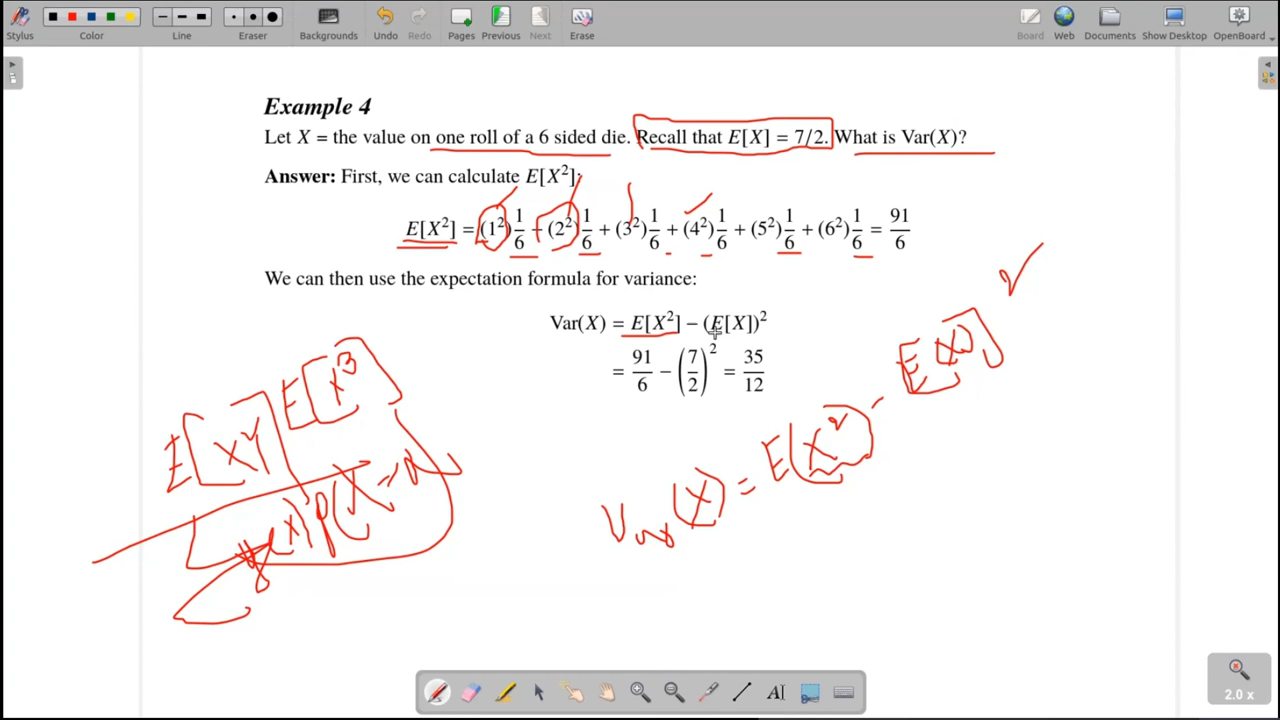 Stylus Color Line Eraser Backgrounds Undo Redo Pages Previous Next Erase Board Web Documents Show Desktop OpenBoard
Example 4
Let X = the value on one roll of a 6 sided die. Recall that E[X] = 7/2. What is Var(X)?
Answer: First, we can calculate E[X²]:
E[X²] = (1²) 1/6 + (2²) 1/6 + (3²) 1/6 + (4²) 1/6 + (5²) 1/6 + (6²) 1/6 = 91/6
We can then use the expectation formula for variance:
Var(X) = E[X²] − (E[X])²
= 91/6 − (7/2)² = 35/12
E[X³]
E[X
g(x) P(X=
Var(X) = E(X²) - E[X]²
AI
2.0 x